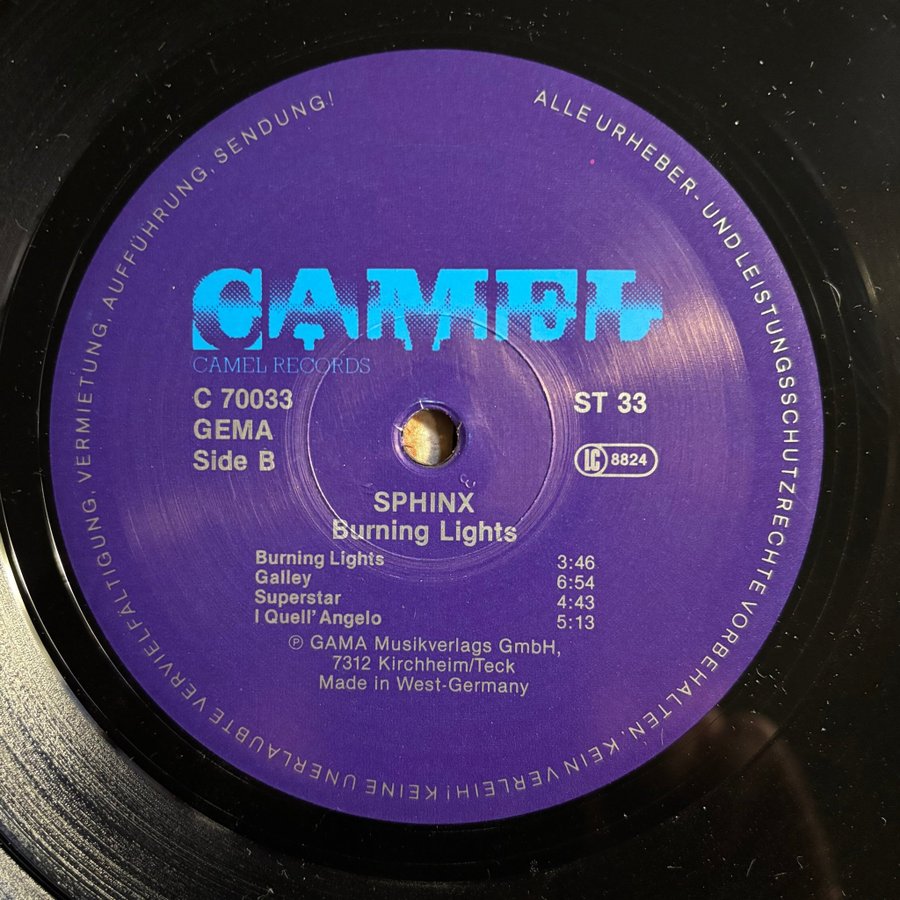 CAMEL
CAMEL RECORDS
C 70033
GEMA
Side B
ST 33
LC 8824
SPHINX
Burning Lights
Burning Lights 3:46
Galley 6:54
Superstar 4:43
I Quell' Angelo 5:13
℗ GAMA Musikverlags GmbH,
7312 Kirchheim/Teck
Made in West-Germany
ALLE URHEBER- UND LEISTUNGSSCHUTZRECHTE VORBEHALTEN. KEIN VERLEIH! KEINE UNERLAUBTE VERVIELFÄLTIGUNG, VERMIETUNG, AUFFÜHRUNG, SENDUNG!